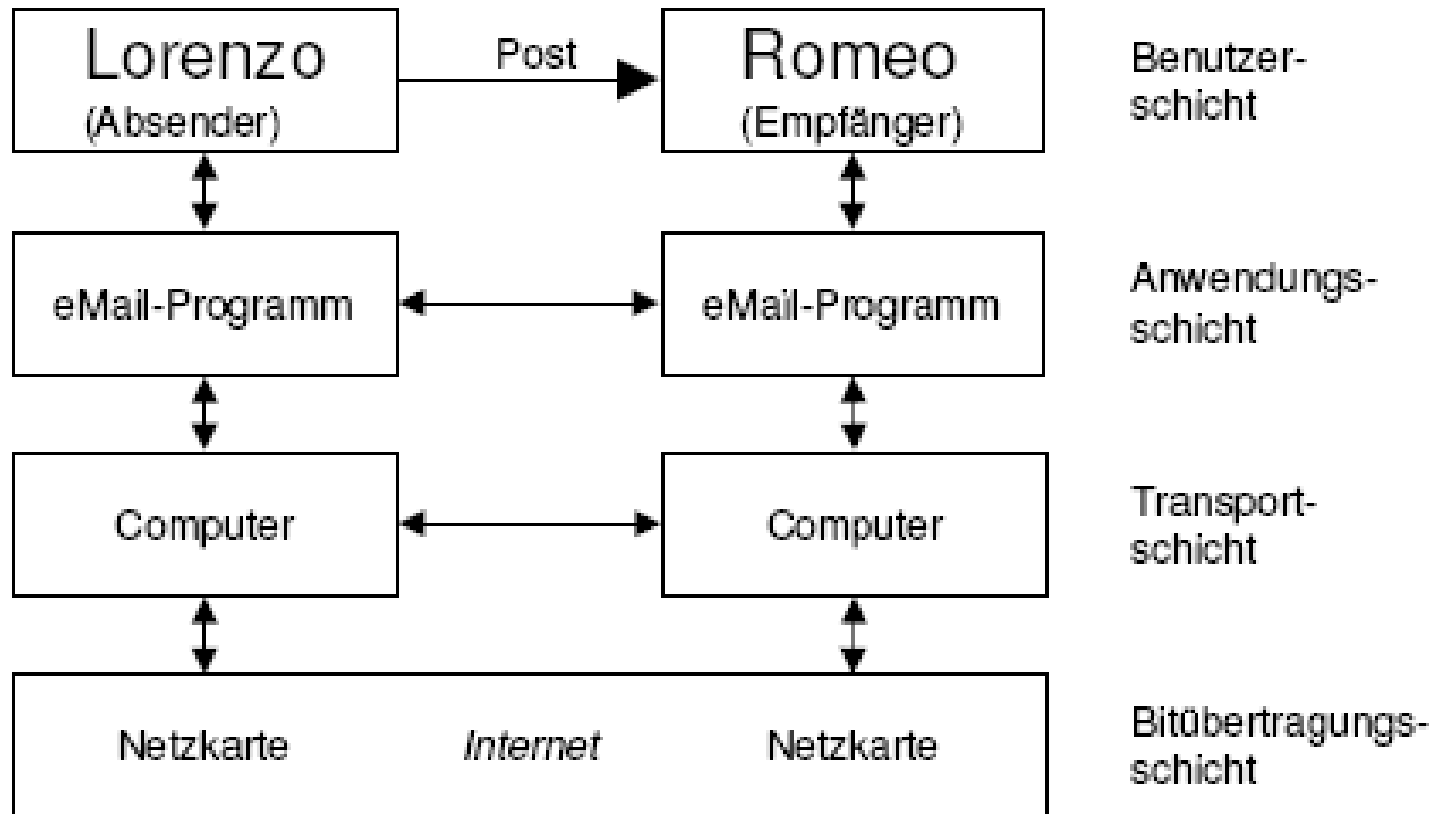 Lorenzo
(Absender)
Post
Romeo
(Empfänger)
Benutzer-
schicht
eMail-Programm
eMail-Programm
Anwendungs-
schicht
Computer
Computer
Transport-
schicht
Netzkarte
Internet
Netzkarte
Bitübertragungs-
schicht